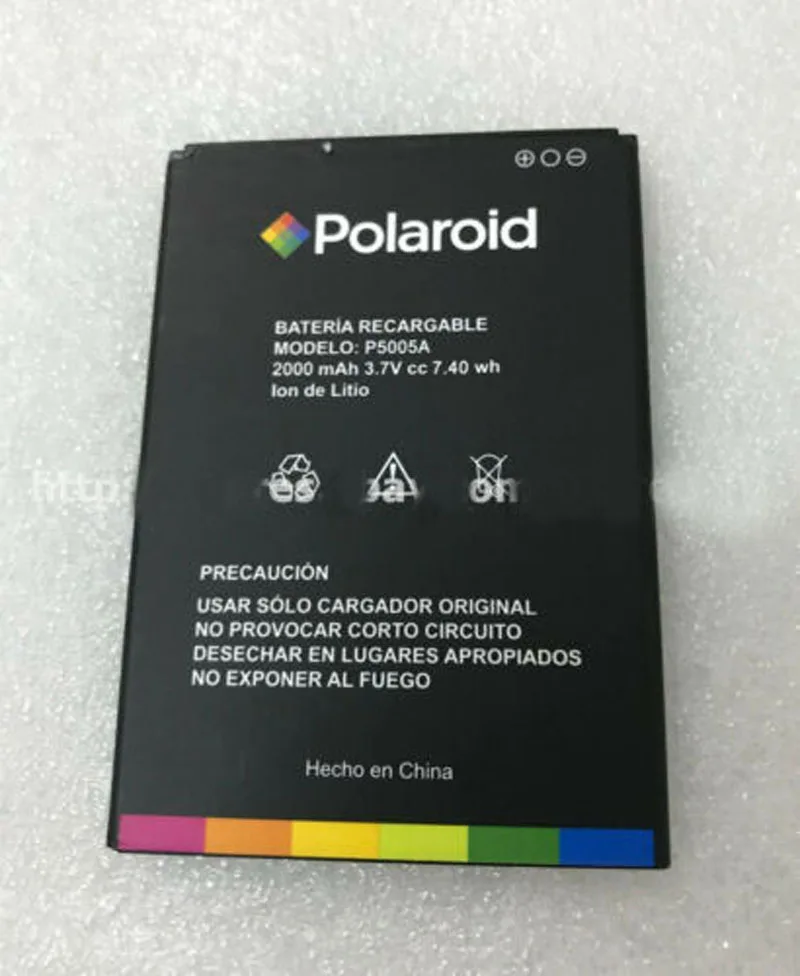 Polaroid
BATERÍA RECARGABLE
MODELO: P5005A
2000 mAh 3.7V cc 7.40 wh
Ion de Litio
PRECAUCIÓN
USAR SÓLO CARGADOR ORIGINAL
NO PROVOCAR CORTO CIRCUITO
DESECHAR EN LUGARES APROPIADOS
NO EXPONER AL FUEGO
Hecho en China